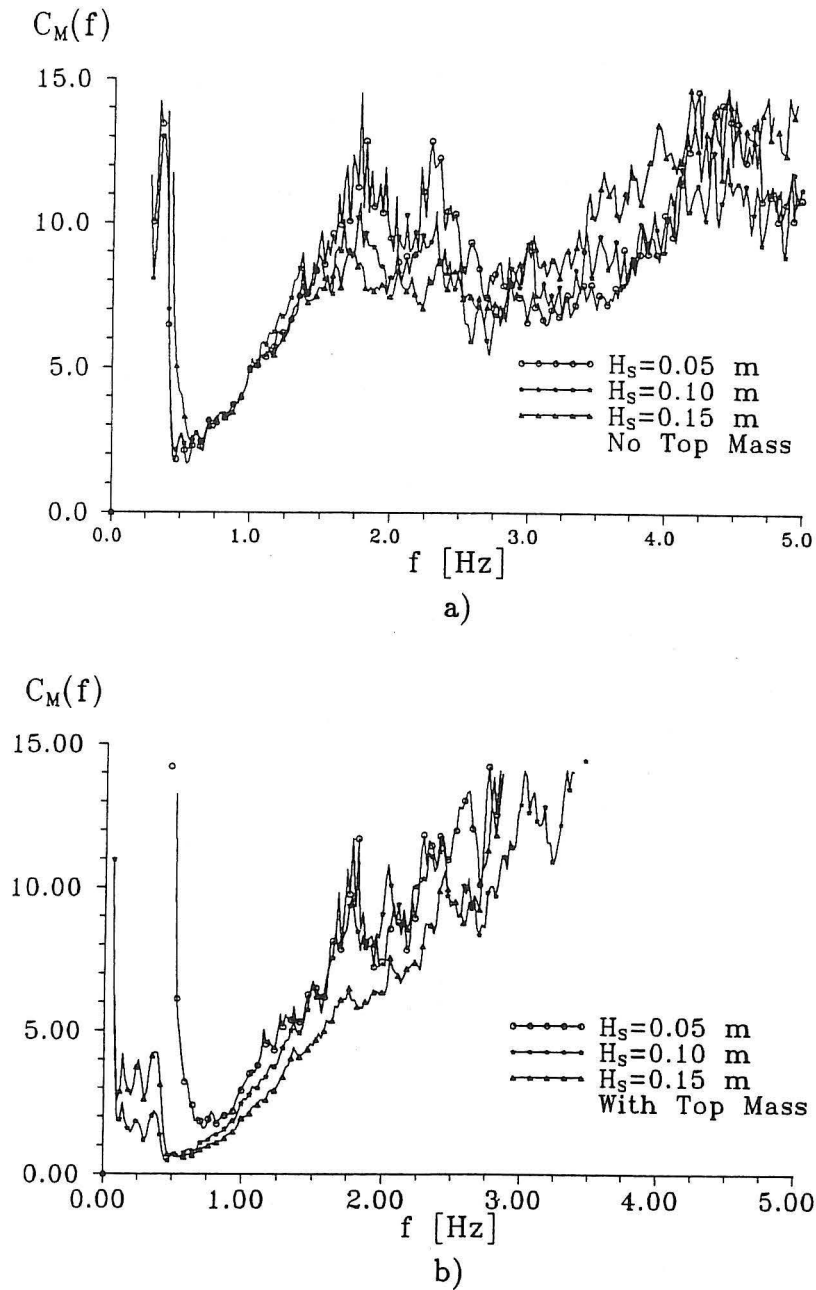 C_M(f)
15.0
10.0
5.0
0.0
0.0 1.0 2.0 3.0 4.0 5.0
f [Hz]
H_S=0.05 m
H_S=0.10 m
H_S=0.15 m
No Top Mass
a)
C_M(f)
15.00
10.00
5.00
0.00
0.00 1.00 2.00 3.00 4.00 5.00
f [Hz]
H_S=0.05 m
H_S=0.10 m
H_S=0.15 m
With Top Mass
b)